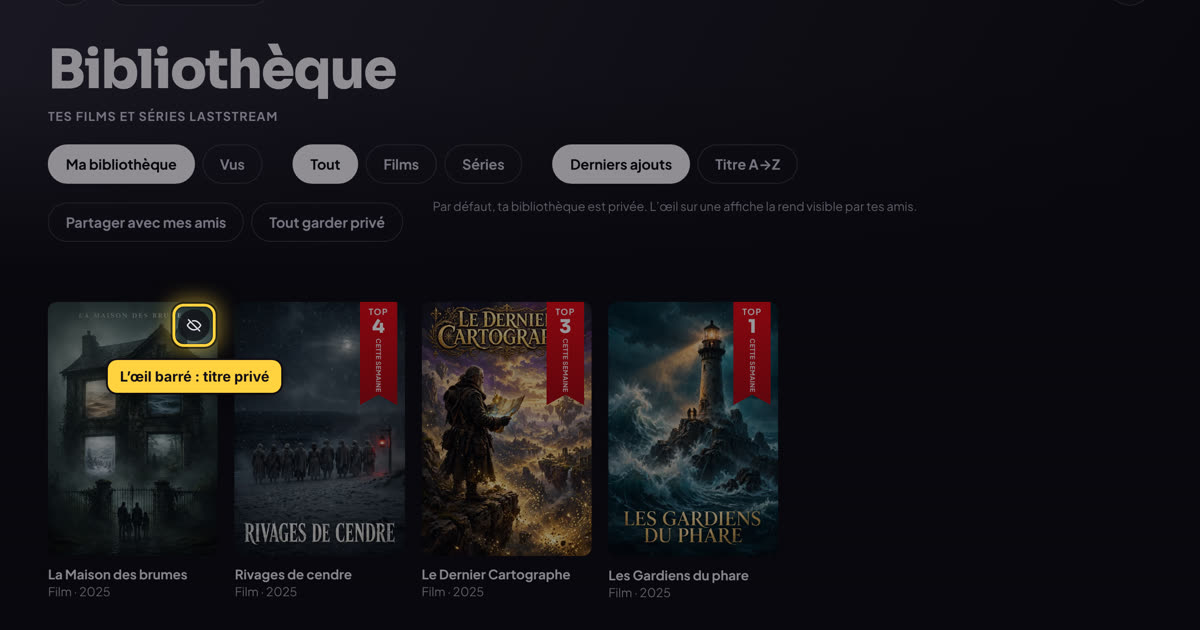 Bibliothèque
TES FILMS ET SÉRIES LASTSTREAM
Ma bibliothèque Vus Tout Films Séries Derniers ajouts Titre A→Z
Partager avec mes amis Tout garder privé Par défaut, ta bibliothèque est privée. L'œil sur une affiche la rend visible par tes amis.
LA MAISON DES
L'œil barré : titre privé
TOP 4 CETTE SEMAINE
RIVAGES DE CENDRE
LE DERNIE
CARTOGRAP
TOP 3 CETTE SEMAINE
TOP 1 CETTE SEMAINE
LES GARDIENS
DU PHARE
La Maison des brumes Rivages de cendre Le Dernier Cartographe Les Gardiens du phare
Film · 2025 Film · 2025 Film · 2025 Film · 2025